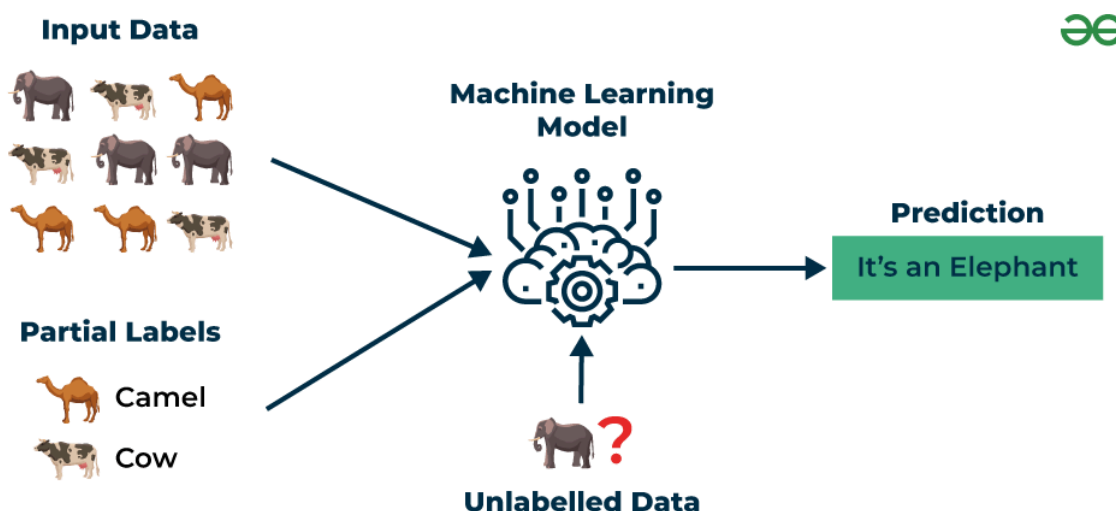 Input Data
Machine Learning
Model
Prediction
It's an Elephant
Partial Labels
Camel
Cow
?
Unlabelled Data